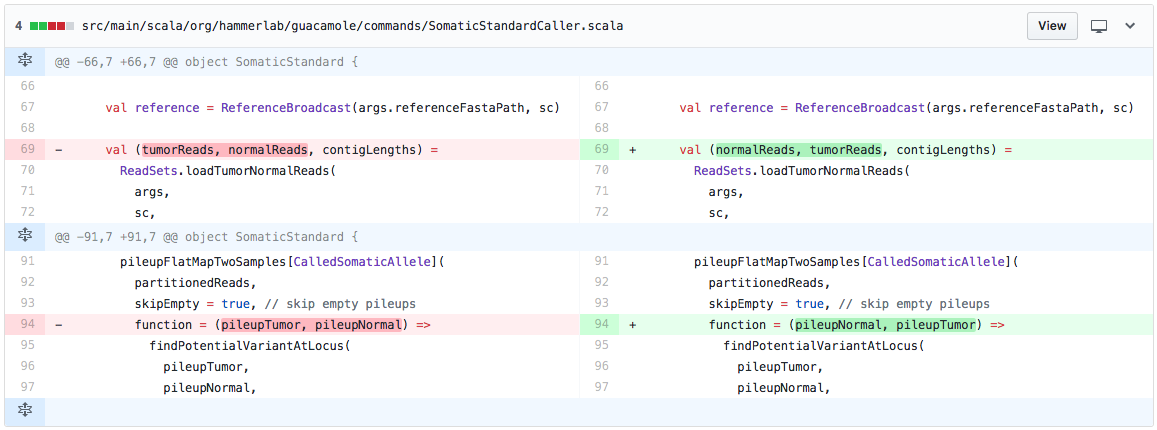 4 src/main/scala/org/hammerlab/guacamole/commands/SomaticStandardCaller.scala View
@@ -66,7 +66,7 @@ object SomaticStandard {
66 66
67 val reference = ReferenceBroadcast(args.referenceFastaPath, sc) 67 val reference = ReferenceBroadcast(args.referenceFastaPath, sc)
68 68
69 - val (tumorReads, normalReads, contigLengths) = 69 + val (normalReads, tumorReads, contigLengths) =
70 ReadSets.loadTumorNormalReads( 70 ReadSets.loadTumorNormalReads(
71 args, 71 args,
72 sc, 72 sc,
@@ -91,7 +91,7 @@ object SomaticStandard {
91 pileupFlatMapTwoSamples[CalledSomaticAllele]( 91 pileupFlatMapTwoSamples[CalledSomaticAllele](
92 partitionedReads, 92 partitionedReads,
93 skipEmpty = true, // skip empty pileups 93 skipEmpty = true, // skip empty pileups
94 - function = (pileupTumor, pileupNormal) => 94 + function = (pileupNormal, pileupTumor) =>
95 findPotentialVariantAtLocus( 95 findPotentialVariantAtLocus(
96 pileupTumor, 96 pileupTumor,
97 pileupNormal, 97 pileupNormal,